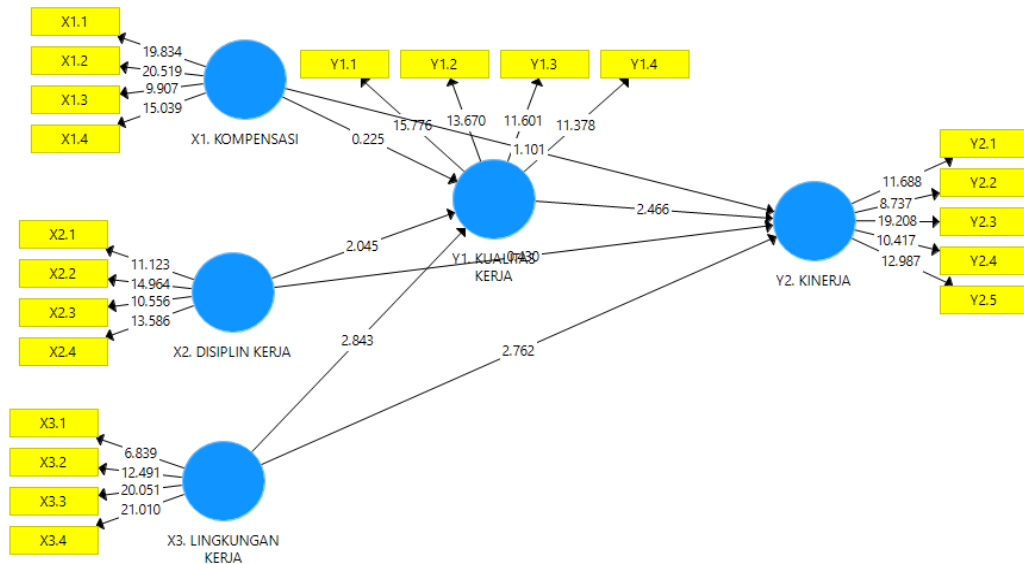 X1.1
X1.2
X1.3
X1.4
19.834
20.519
9.907
15.039
X1. KOMPENSASI
Y1.1
Y1.2
Y1.3
Y1.4
15.776
13.670
11.601
11.378
0.225
1.101
2.466
2.045
0.430
Y1. KUALITAS
KERJA
Y2.1
Y2.2
Y2.3
Y2.4
Y2.5
11.688
8.737
19.208
10.417
12.987
Y2. KINERJA
X2.1
X2.2
X2.3
X2.4
11.123
14.964
10.556
13.586
X2. DISIPLIN KERJA
2.843
2.762
X3.1
X3.2
X3.3
X3.4
6.839
12.491
20.051
21.010
X3. LINGKUNGAN
KERJA